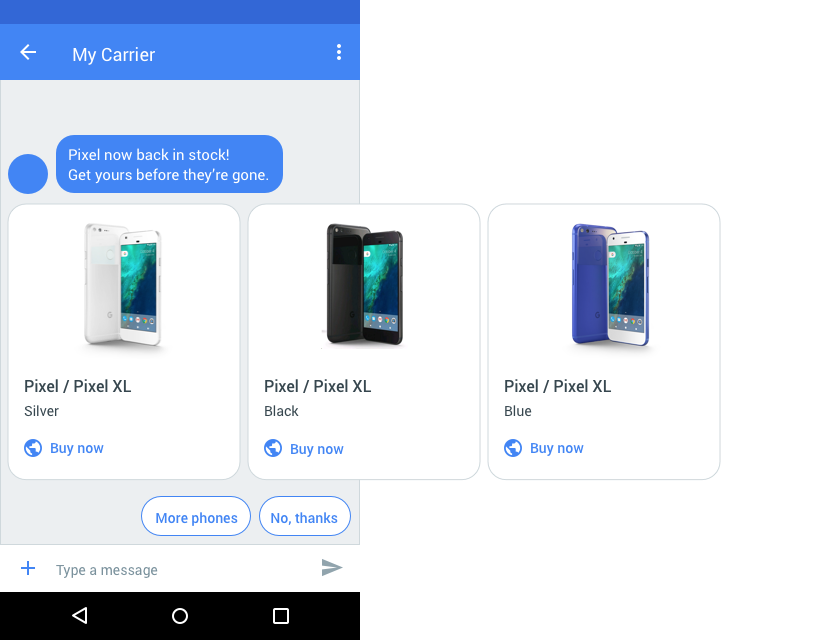 My Carrier
Pixel now back in stock!
Get yours before they're gone.
Pixel / Pixel XL
Silver
Buy now
Pixel / Pixel XL
Black
Buy now
Pixel / Pixel XL
Blue
Buy now
More phones
No, thanks
Type a message